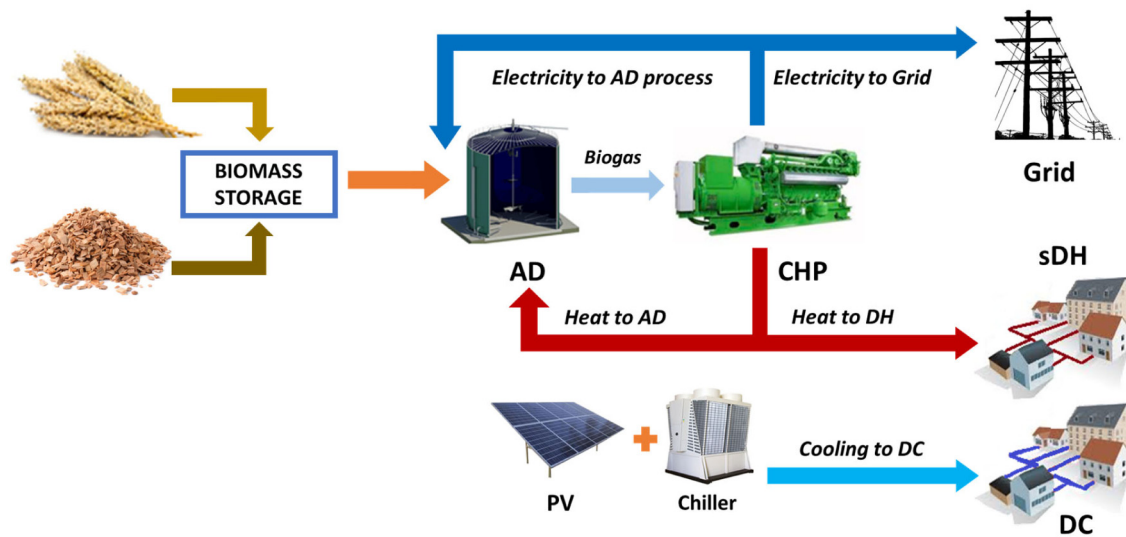 Electricity to AD process
Electricity to Grid
BIOMASS
STORAGE
Biogas
Grid
AD
CHP
sDH
Heat to AD
Heat to DH
Cooling to DC
PV
Chiller
DC